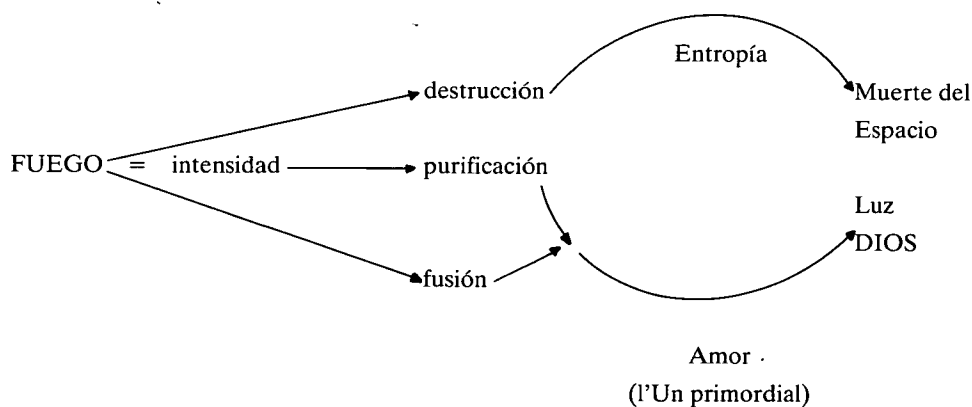 Entropía
destrucción
Muerte del
Espacio
FUEGO = intensidad
purificación
Luz
DIOS
fusión
Amor
(l'Un primordial)